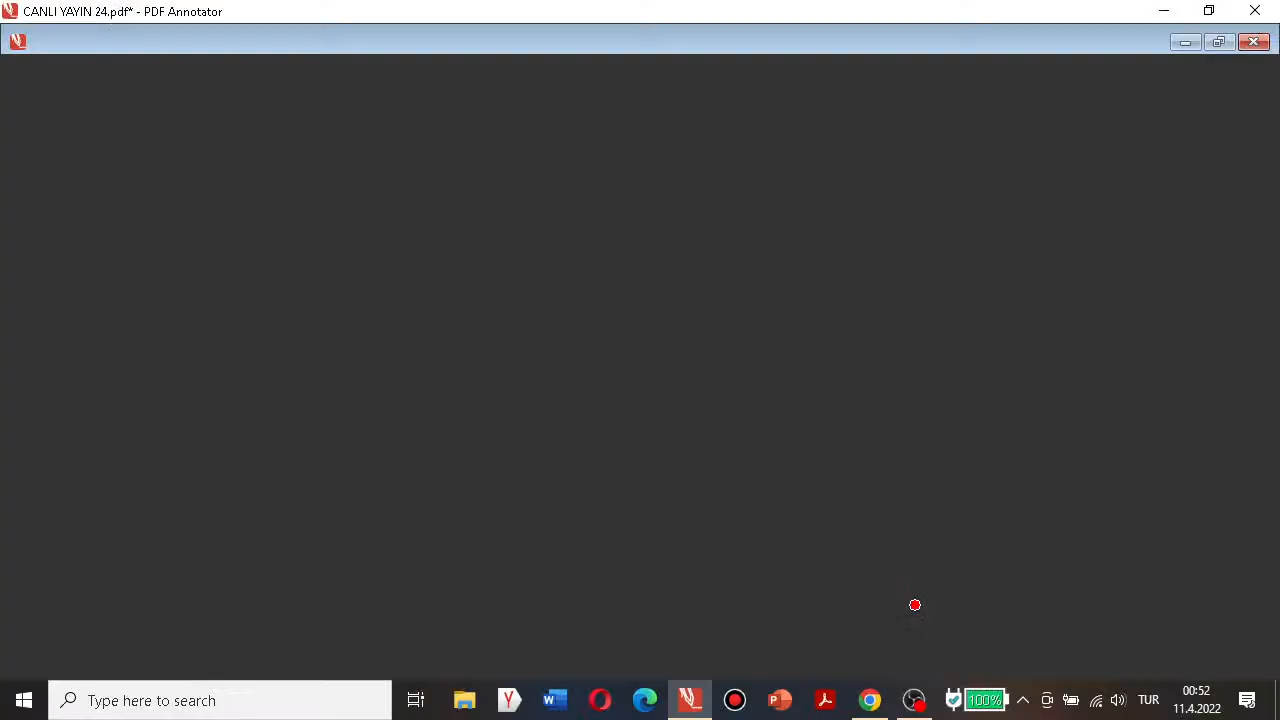 CANLI YAYIN 24.pdf* - PDF Annotator
Type here to search
100%
TUR
00:52
11.4.2022